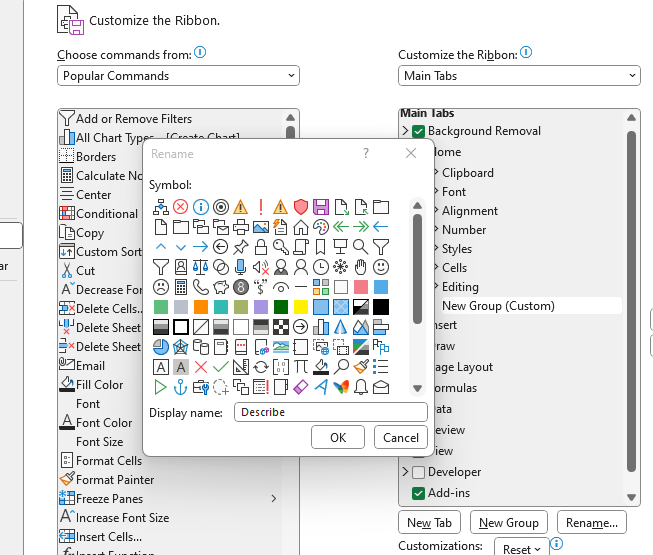 Customize the Ribbon.
Choose commands from:
Customize the Ribbon:
Popular Commands
Main Tabs
Main Tabs
Add or Remove Filters
All Chart Types... [Create Chart]
Borders
Calculate No
Center
Conditional
Copy
Custom Sort
Cut
Decrease Fon
Delete Cells..
Delete Sheet
Delete Sheet
Email
Fill Color
Font
Font Color
Font Size
Format Cells
Format Painter
Freeze Panes
Increase Font Size
Insert Cells...
Insert Function
ar
Rename
?
Symbol:
Display name:
Describe
OK
Cancel
Background Removal
ome
Clipboard
Font
Alignment
Number
Styles
Cells
Editing
New Group (Custom)
nsert
raw
age Layout
ormulas
ata
eview
iew
Developer
Add-ins
New Tab
New Group
Rename...
Customizations:
Reset